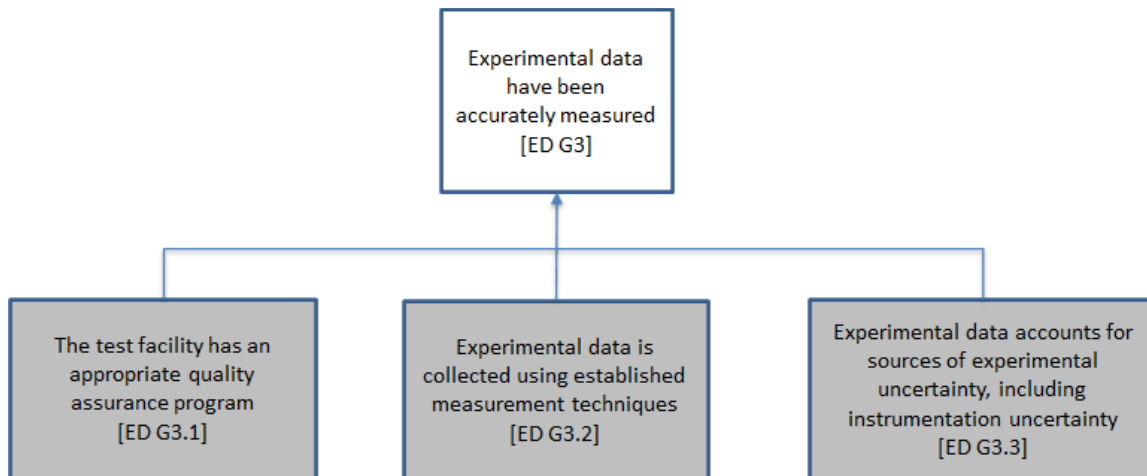 Experimental data
have been
accurately measured
[ED G3]
The test facility has an
appropriate quality
assurance program
[ED G3.1]
Experimental data is
collected using established
measurement techniques
[ED G3.2]
Experimental data accounts for
sources of experimental
uncertainty, including
instrumentation uncertainty
[ED G3.3]